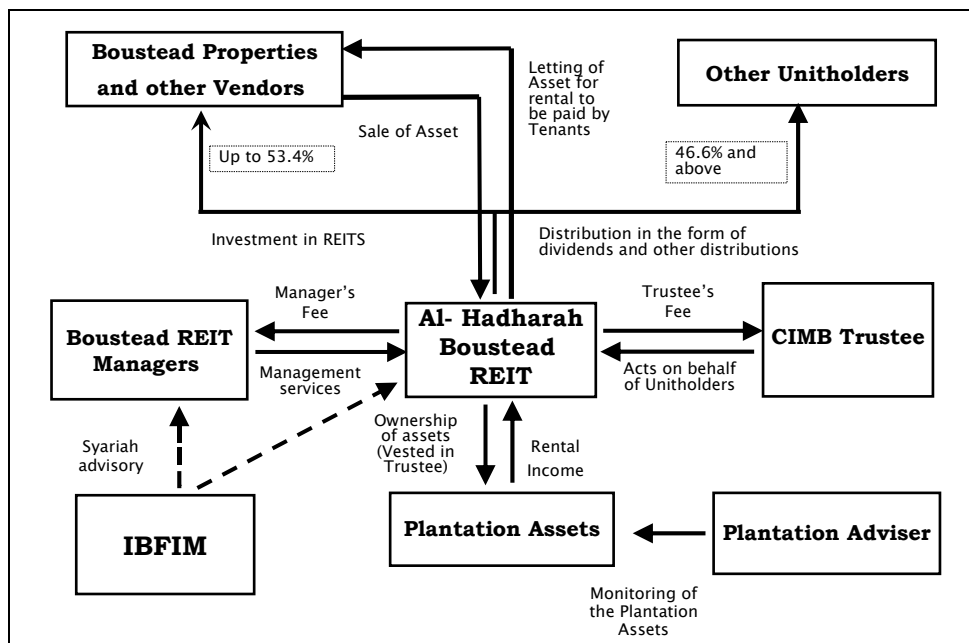 Boustead Properties
and other Vendors
Letting of
Asset for
rental to
be paid by
Tenants
Other Unitholders
Sale of Asset
Up to 53.4%
46.6% and
above
Investment in REITS
Distribution in the form of
dividends and other distributions
Manager's
Fee
Trustee's
Fee
Boustead REIT
Managers
Al- Hadharah
Boustead
REIT
CIMB Trustee
Management
services
Acts on behalf
of Unitholders
Syariah
advisory
Ownership
of assets
(Vested in
Trustee)
Rental
Income
IBFIM
Plantation Assets
Plantation Adviser
Monitoring of
the Plantation
Assets